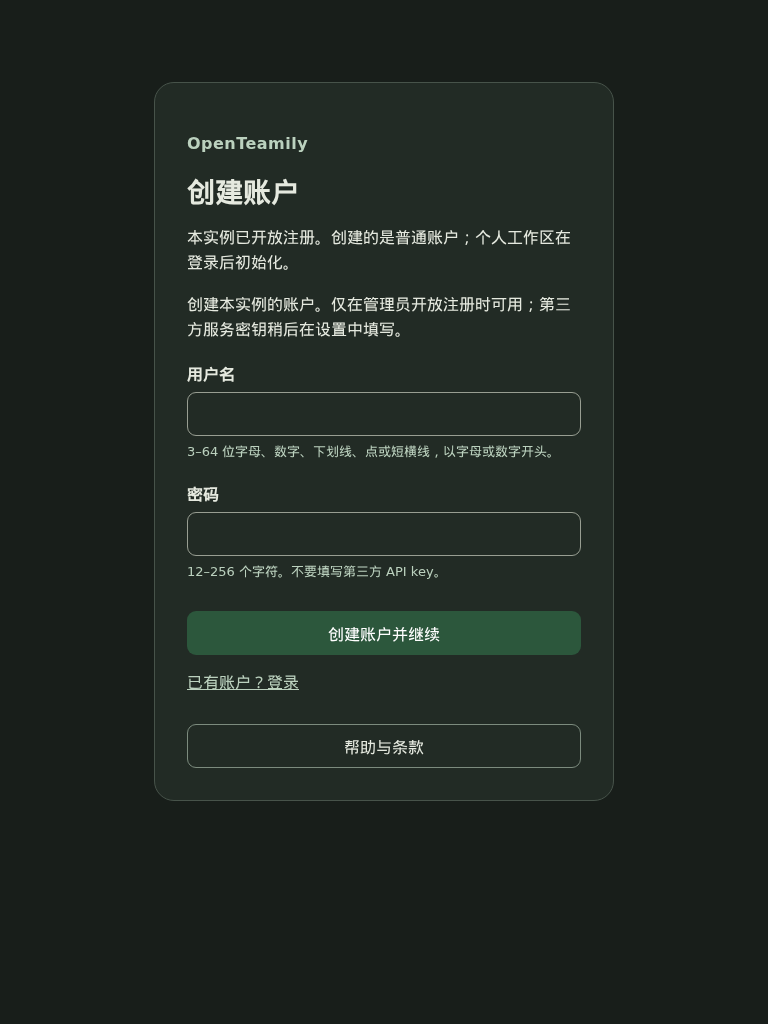 OpenTeamily
创建账户
本实例已开放注册。创建的是普通账户；个人工作区在
登录后初始化。
创建本实例的账户。仅在管理员开放注册时可用；第三
方服务密钥稍后在设置中填写。
用户名
3–64 位字母、数字、下划线、点或短横线，以字母或数字开头。
密码
12–256 个字符。不要填写第三方 API key。
创建账户并继续
已有账户？登录
帮助与条款